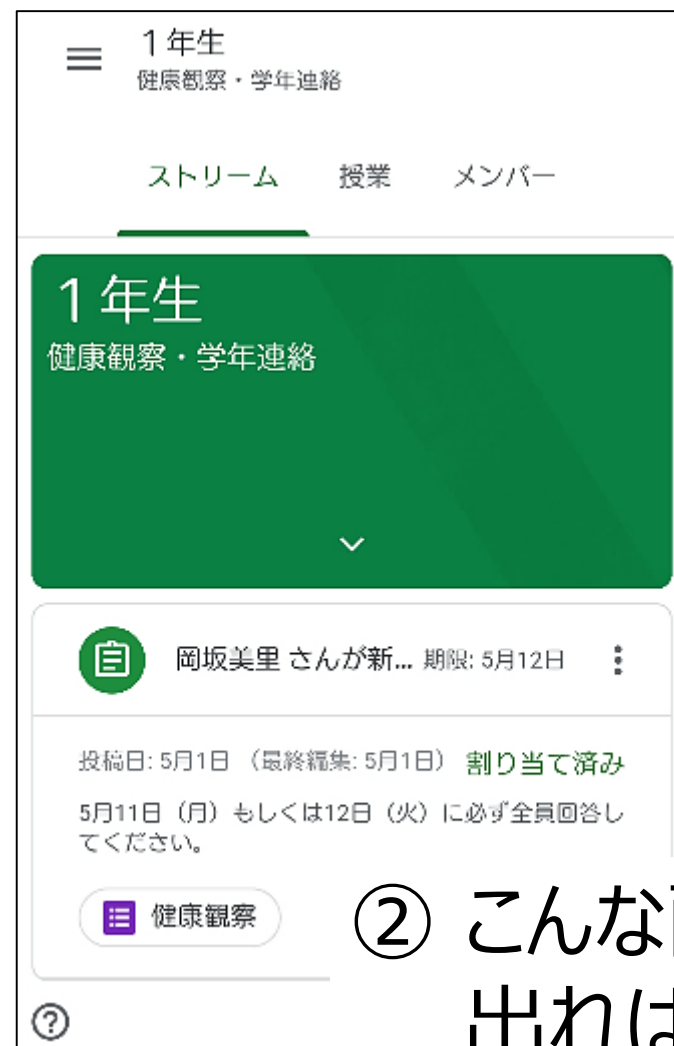 1年生
健康観察・学年連絡
ストリーム 授業 メンバー
1年生
健康観察・学年連絡
岡坂美里 さんが新... 期限: 5月12日
投稿日: 5月1日 (最終編集: 5月1日) 割り当て済み
5月11日(月)もしくは12日(火)に必ず全員回答し
てください。
健康観察
② こんな
出れは